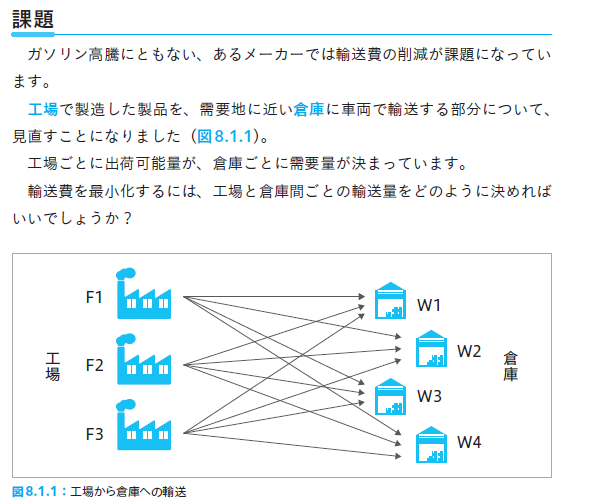 課題
ガソリン高騰にともない、あるメーカーでは輸送費の削減が課題になってい
ます。
工場で製造した製品を、需要地に近い倉庫に車両で輸送する部分について、
見直すことになりました（図8.1.1）。
工場ごとに出荷可能量が、倉庫ごとに需要量が決まっています。
輸送費を最小化するには、工場と倉庫間ごとの輸送量をどのように決めれば
いいでしょうか？
工場
F1
F2
F3
W1
W2
W3
W4
倉庫
図8.1.1：工場から倉庫への輸送